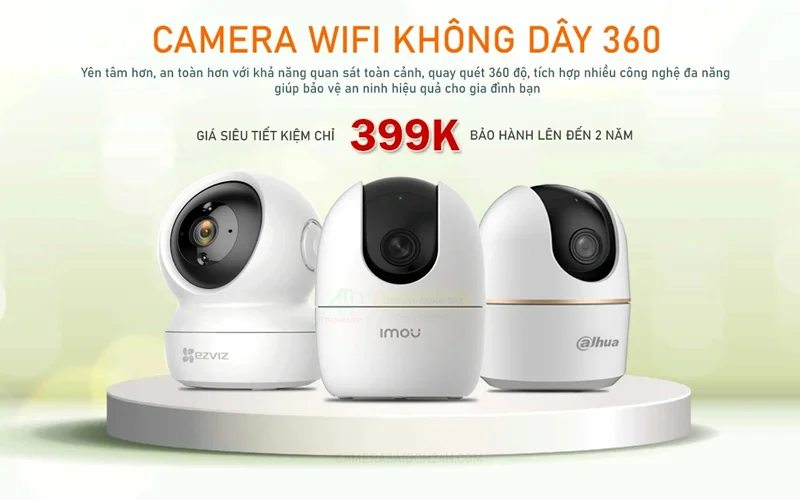 CAMERA WIFI KHÔNG DÂY 360
Yên tâm hơn, an toàn hơn với khả năng quan sát toàn cảnh, quay quét 360 độ, tích hợp nhiều công nghệ đa năng
giúp bảo vệ an ninh hiệu quả cho gia đình bạn
GIÁ SIÊU TIẾT KIỆM CHỈ 399K BẢO HÀNH LÊN ĐẾN 2 NĂM
ezviz
imou
alhua
CAMERASAIGON24H.COM